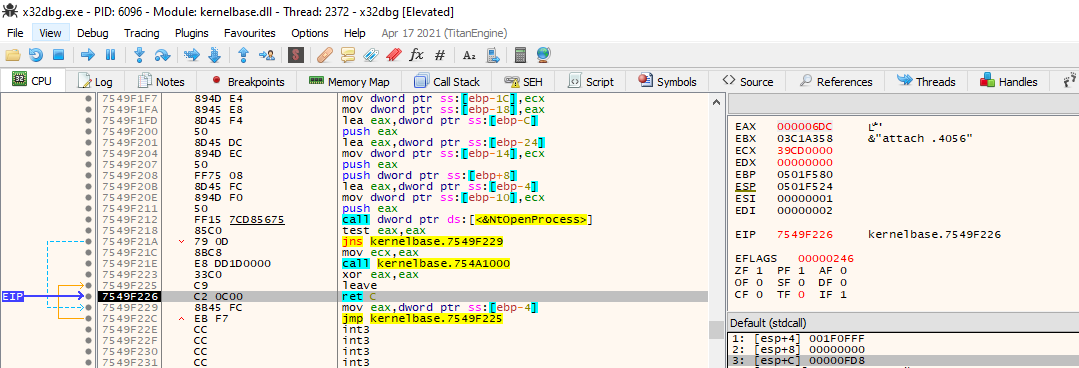 x32dbg.exe - PID: 6096 - Module: kernelbase.dll - Thread: 2372 - x32dbg [Elevated]
File View Debug Tracing Plugins Favourites Options Help Apr 17 2021 (TitanEngine)
CPU Log Notes Breakpoints Memory Map Call Stack SEH Script Symbols Source References Threads Handles
7549F1F7 894D E4 mov dword ptr ss:[ebp-1C],ecx
7549F1FA 8945 E8 mov dword ptr ss:[ebp-18],eax
7549F1FD 8D45 F4 lea eax,dword ptr ss:[ebp-C]
7549F200 50 push eax
7549F201 8D45 DC lea eax,dword ptr ss:[ebp-24]
7549F204 894D EC mov dword ptr ss:[ebp-14],ecx
7549F207 50 push eax
7549F208 FF75 08 push dword ptr ss:[ebp+8]
7549F20B 8D45 FC lea eax,dword ptr ss:[ebp-4]
7549F20E 894D F0 mov dword ptr ss:[ebp-10],ecx
7549F211 50 push eax
7549F212 FF15 7CD85675 call dword ptr ds:[<&NtOpenProcess>]
7549F218 85C0 test eax,eax
7549F21A 79 0D jns kernelbase.7549F229
7549F21C 8BC8 mov ecx,eax
7549F21E E8 DD1D0000 call kernelbase.754A1000
7549F223 33C0 xor eax,eax
7549F225 C9 leave
EIP 7549F226 C2 0C00 ret C
7549F229 8B45 FC mov eax,dword ptr ss:[ebp-4]
7549F22C EB F7 jmp kernelbase.7549F225
7549F22E CC int3
7549F22F CC int3
7549F230 CC int3
7549F231 CC int3
EAX 000006DC
EBX 03C1A358 &"attach .4056"
ECX 39CD0000
EDX 00000000
EBP 0501F580
ESP 0501F524
ESI 00000001
EDI 00000002
EIP 7549F226 kernelbase.7549F226
EFLAGS 00000246
ZF 1 PF 1 AF 0
OF 0 SF 0 DF 0
CF 0 TF 0 IF 1
Default (stdcall)
1: [esp+4] 001F0FFF
2: [esp+8] 00000000
3: [esp+C] 00000FD8